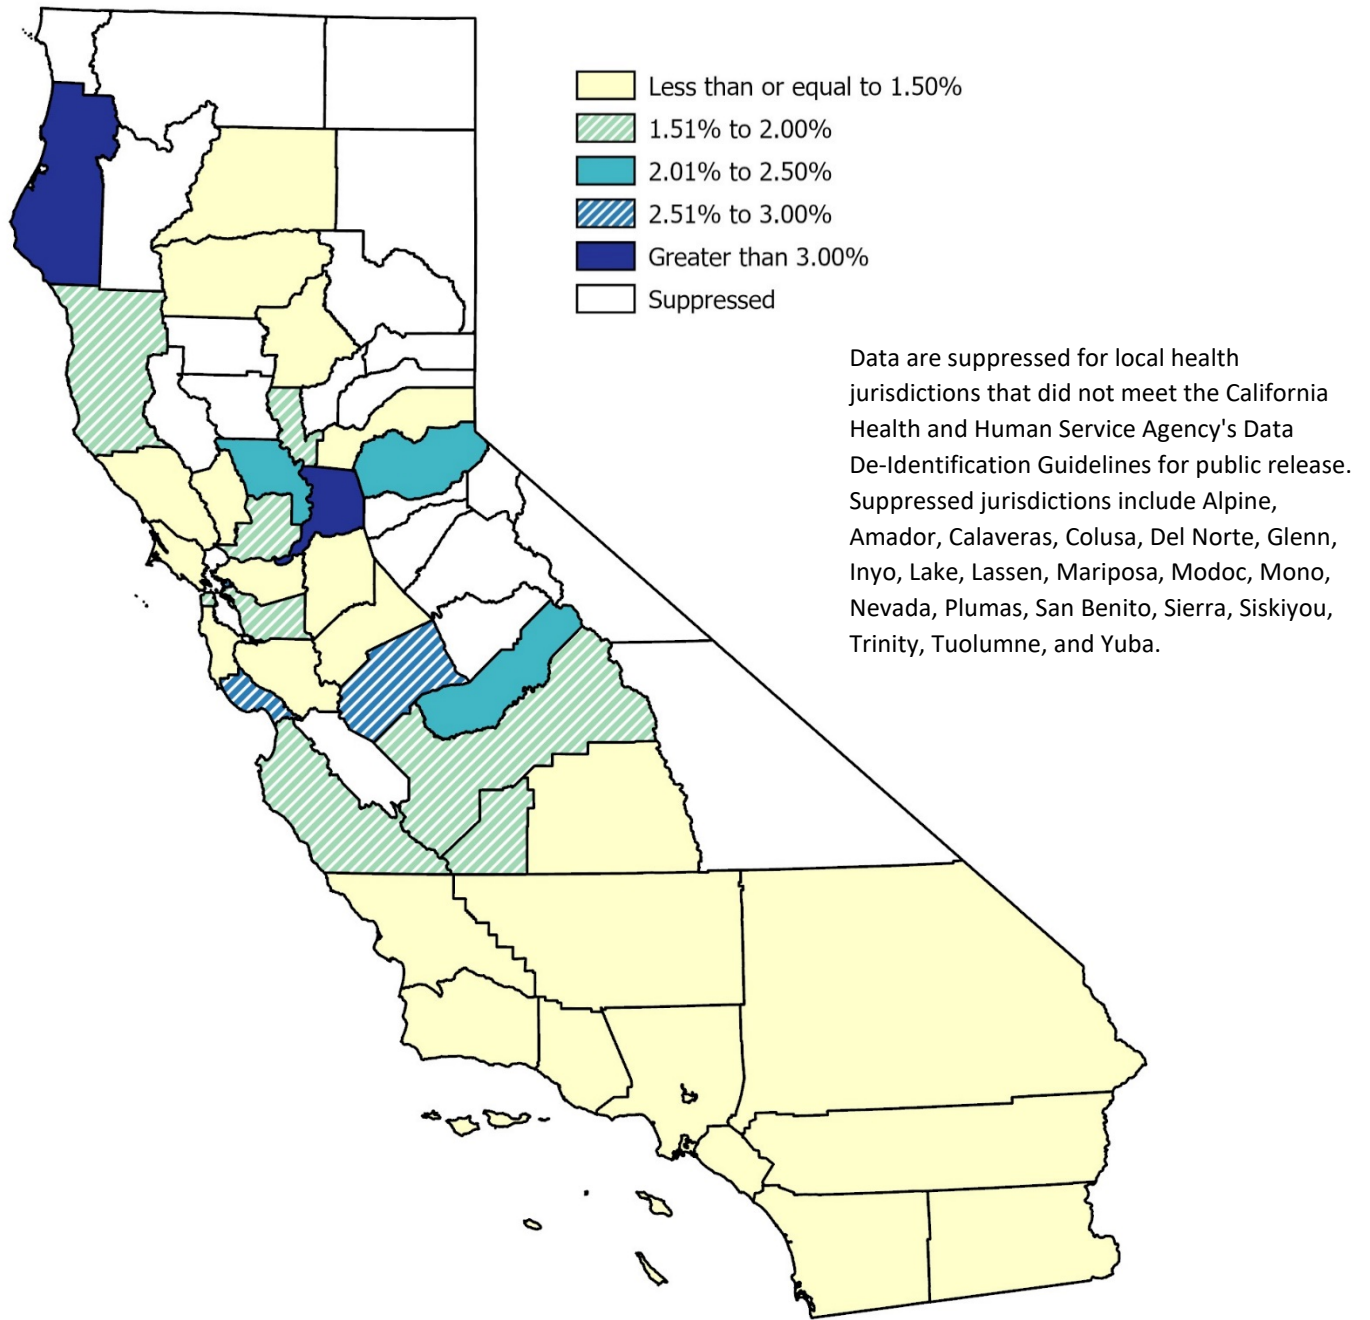 Less than or equal to 1.50%
1.51% to 2.00%
2.01% to 2.50%
2.51% to 3.00%
Greater than 3.00%
Suppressed
Data are suppressed for local health
jurisdictions that did not meet the California
Health and Human Service Agency's Data
De-Identification Guidelines for public release.
Suppressed jurisdictions include Alpine,
Amador, Calaveras, Colusa, Del Norte, Glenn,
Inyo, Lake, Lassen, Mariposa, Modoc, Mono,
Nevada, Plumas, San Benito, Sierra, Siskiyou,
Trinity, Tuolumne, and Yuba.